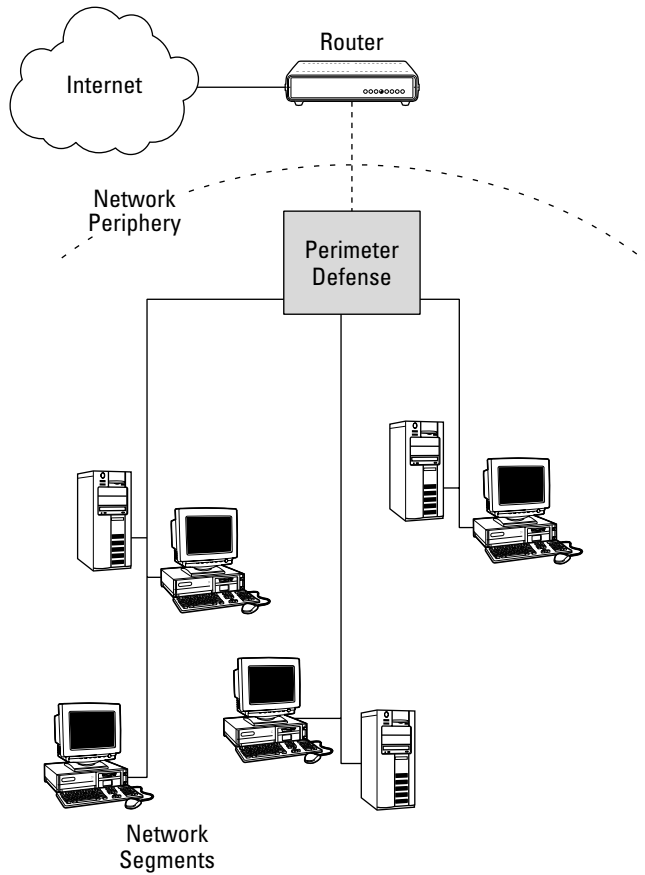 Router
Internet
Network
Periphery
Perimeter
Defense
Network
Segments